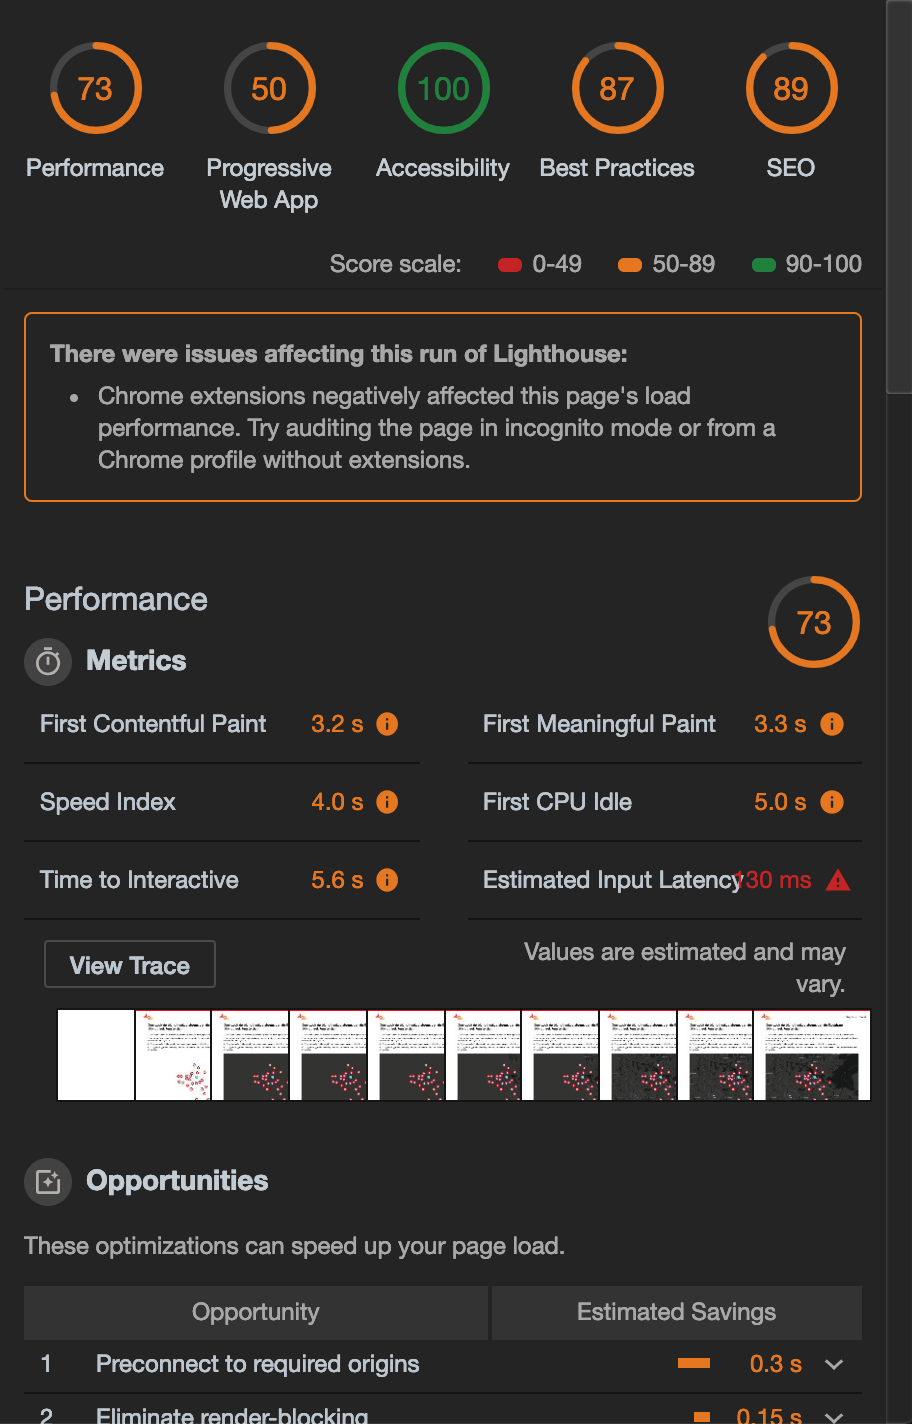 73
50
100
87
89
Performance
Progressive
Web App
Accessibility
Best Practices
SEO
Score scale: 0-49 50-89 90-100
There were issues affecting this run of Lighthouse:
• Chrome extensions negatively affected this page's load
performance. Try auditing the page in incognito mode or from a
Chrome profile without extensions.
Performance
73
Metrics
First Contentful Paint 3.2 s
First Meaningful Paint 3.3 s
Speed Index 4.0 s
First CPU Idle 5.0 s
Time to Interactive 5.6 s
Estimated Input Latency 130 ms
View Trace
Values are estimated and may
vary.
Opportunities
These optimizations can speed up your page load.
Opportunity Estimated Savings
1 Preconnect to required origins 0.3 s
2 Eliminate render-blocking 0.15 s